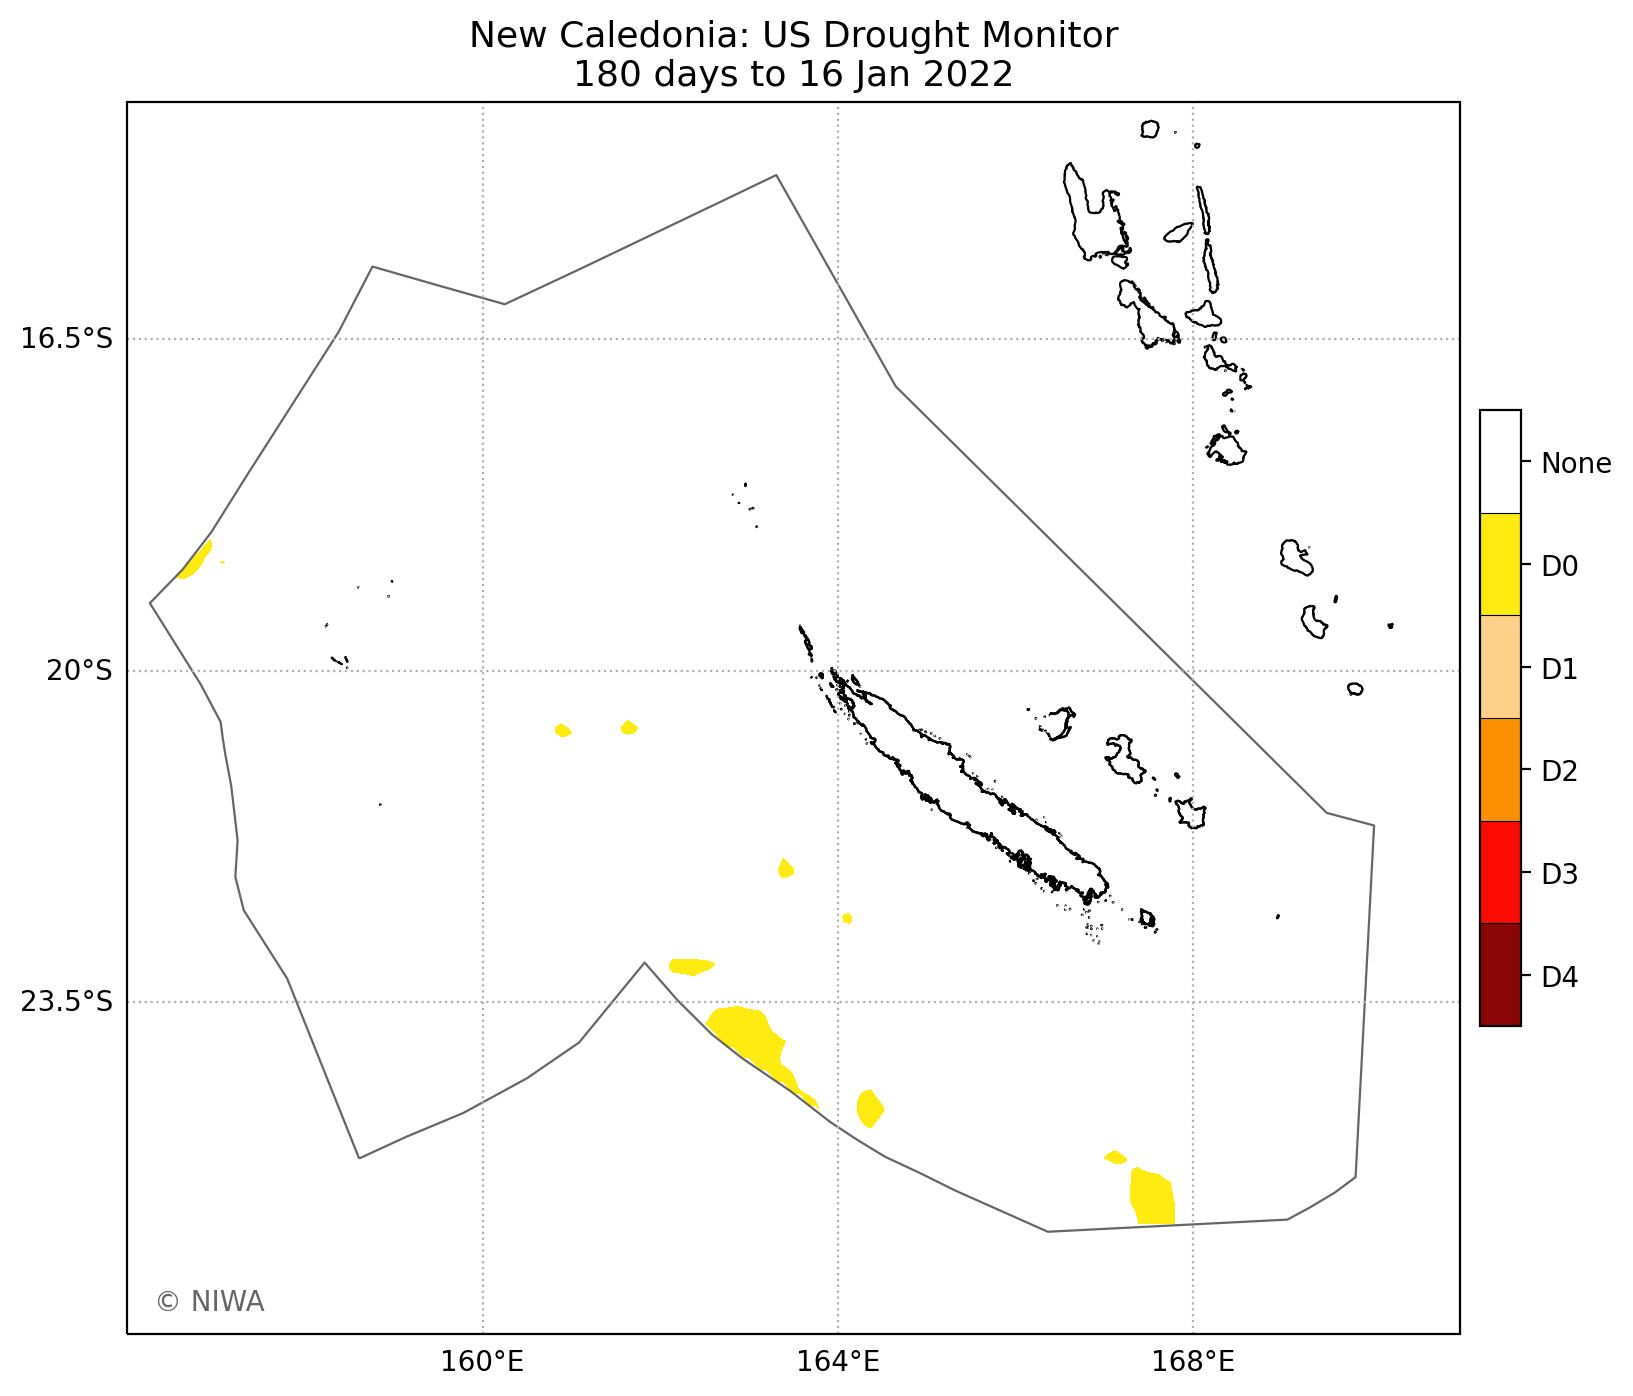 New Caledonia: US Drought Monitor
180 days to 16 Jan 2022
16.5°S
20°S
23.5°S
160°E
164°E
168°E
None
D0
D1
D2
D3
D4
© NIWA